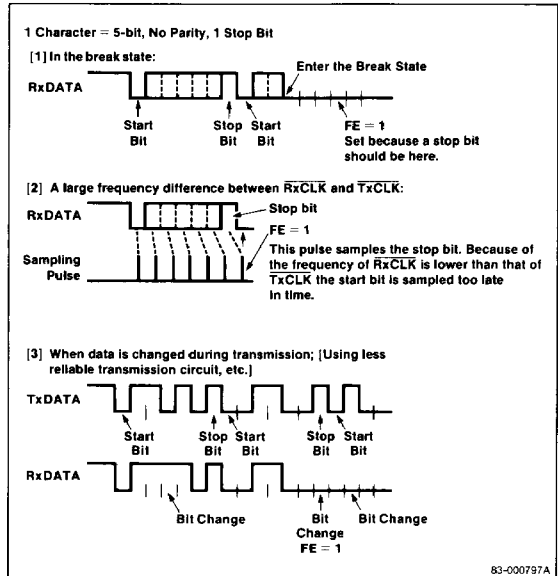 1 Character = 5-bit, No Parity, 1 Stop Bit
[1] In the break state:
Enter the Break State
RxDATA
Start Bit
Stop Bit
Start Bit
FE = 1
Set because a stop bit
should be here.
[2] A large frequency difference between RxCLK and TxCLK:
RxDATA
Stop bit
FE = 1
Sampling
Pulse
This pulse samples the stop bit. Because of
the frequency of RxCLK is lower than that of
TxCLK the start bit is sampled too late
in time.
[3] When data is changed during transmission; [Using less
reliable transmission circuit, etc.]
TxDATA
Start Bit
Stop Bit
Start Bit
Stop Bit
Start Bit
RxDATA
Bit Change
Bit
Change
FE = 1
Bit Change
83-000797A